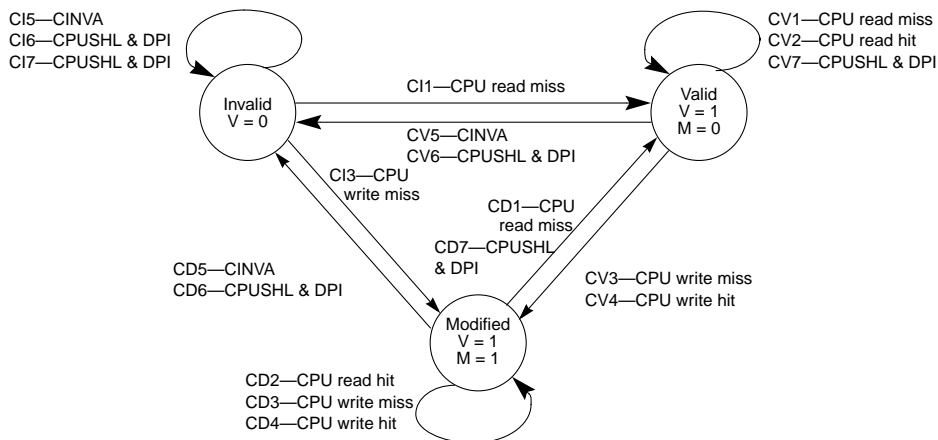 CI5—CINVA
CI6—CPUSHL & DPI
CI7—CPUSHL & DPI
CV1—CPU read miss
CV2—CPU read hit
CV7—CPUSHL & DPI
Invalid
V = 0
CI1—CPU read miss
Valid
V = 1
M = 0
CV5—CINVA
CV6—CPUSHL & DPI
CI3—CPU
write miss
CD1—CPU
read miss
CD7—CPUSHL
& DPI
CD5—CINVA
CD6—CPUSHL & DPI
CV3—CPU write miss
CV4—CPU write hit
Modified
V = 1
M = 1
CD2—CPU read hit
CD3—CPU write miss
CD4—CPU write hit